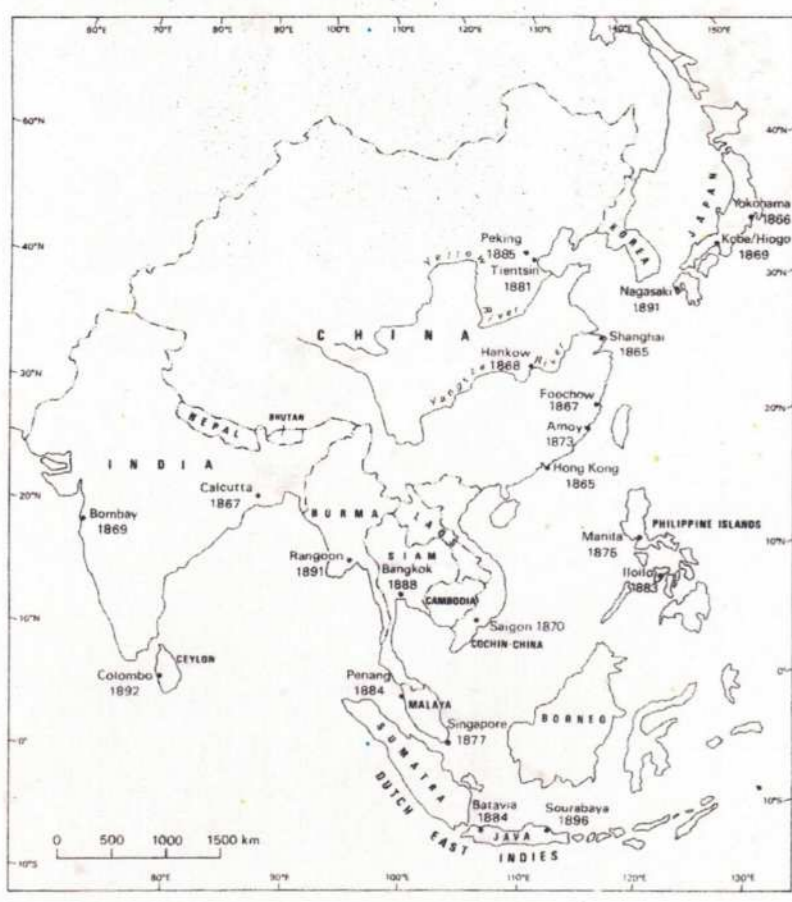 60°E 70°E 80°E 90°E 100°E 110°E 120°E 130°E 140°E 150°E
60°N
40°N
50°N
JAPAN
Yokohama
1866
KOREA
Peking
1885
Yellow
Kobe/Hiogo
1869
40°N
Tientsin
1881
30°N
River
Nagasaki
1891
CHINA
Shanghai
1865
Hankow
1868
River
30°N
Yangtze
Foochow
1867
20°N
NEPAL
BHUTAN
Amoy
1873
INDIA
Hong Kong
1865
Calcutta
1867
20°N
Bombay
1869
BURMA
LAOS
PHILIPPINE ISLANDS
Manila
1875
10°N
Rangoon
1891
SIAM
Bangkok
1888
Iloilo
1883
CAMBODIA
10°N
Saigon 1870
COCHIN-CHINA
CEYLON
Colombo
1892
0°
Penang
1884
MALAYA
BORNEO
Singapore
1877
0°
SUMATRA
DUTCH EAST INDIES
10°S
Batavia
1884
Sourabaya
1896
JAVA
0 500 1000 1500 km
10°S
80°E 90°E 100°E 110°E 120°E 130°E